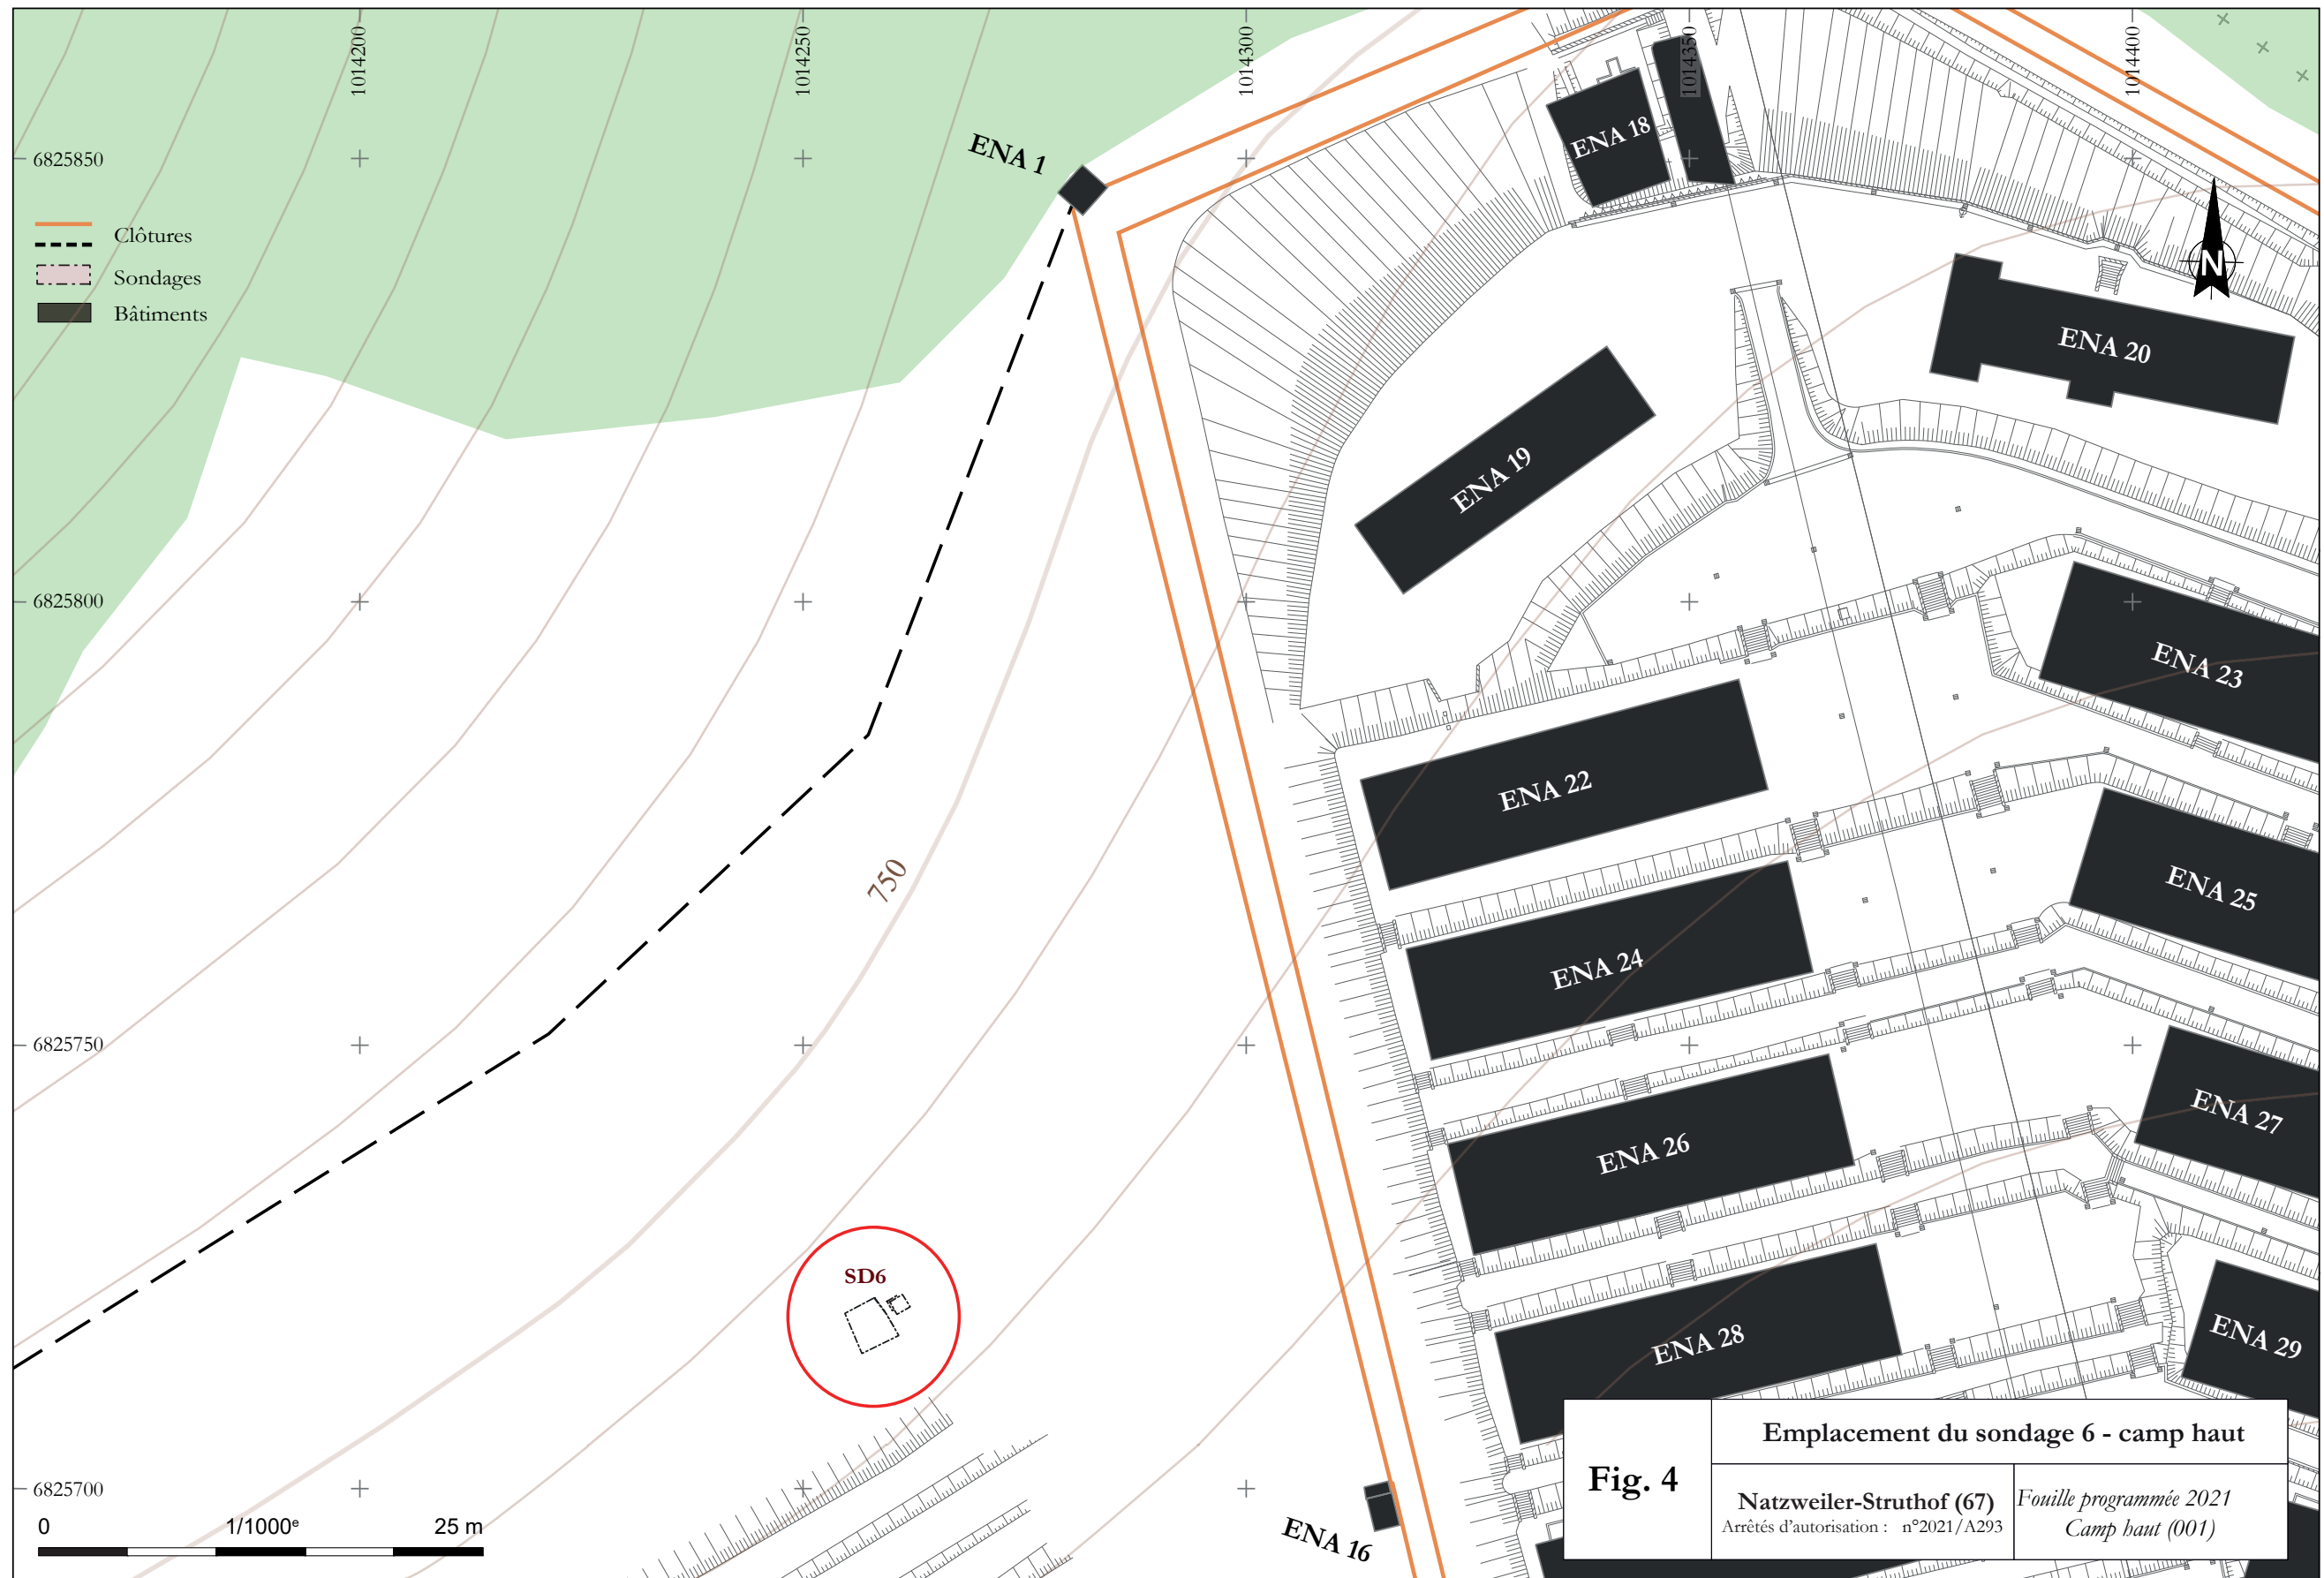 1014200
1014250
1014300
1014350
1014400
6825850
ENA 1
ENA 18
Clôtures
Sondages
Bâtiments
N
ENA 20
ENA 19
6825800
ENA 23
ENA 22
750
ENA 25
ENA 24
6825750
ENA 27
ENA 26
SD6
ENA 28
ENA 29
6825700
ENA 16
0 1/1000e 25 m
Fig. 4
Emplacement du sondage 6 - camp haut
Natzweiler-Struthof (67)
Arrêtés d'autorisation : n°2021/A293
Fouille programmée 2021
Camp haut (001)